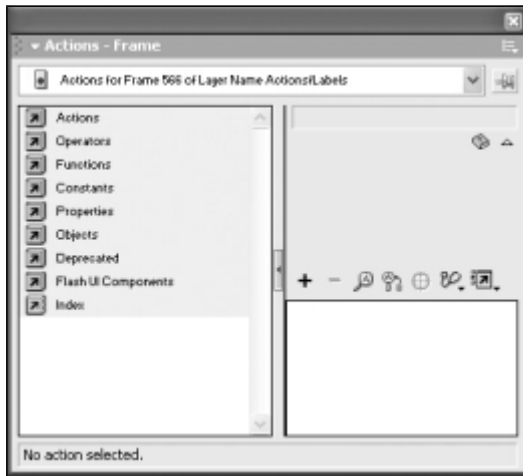 Actions - Frame
Actions for Frame 566 of Layer Name Actions/Labels
Actions
Operators
Functions
Constants
Properties
Objects
Deprecated
Flash UI Components
Index
No action selected.